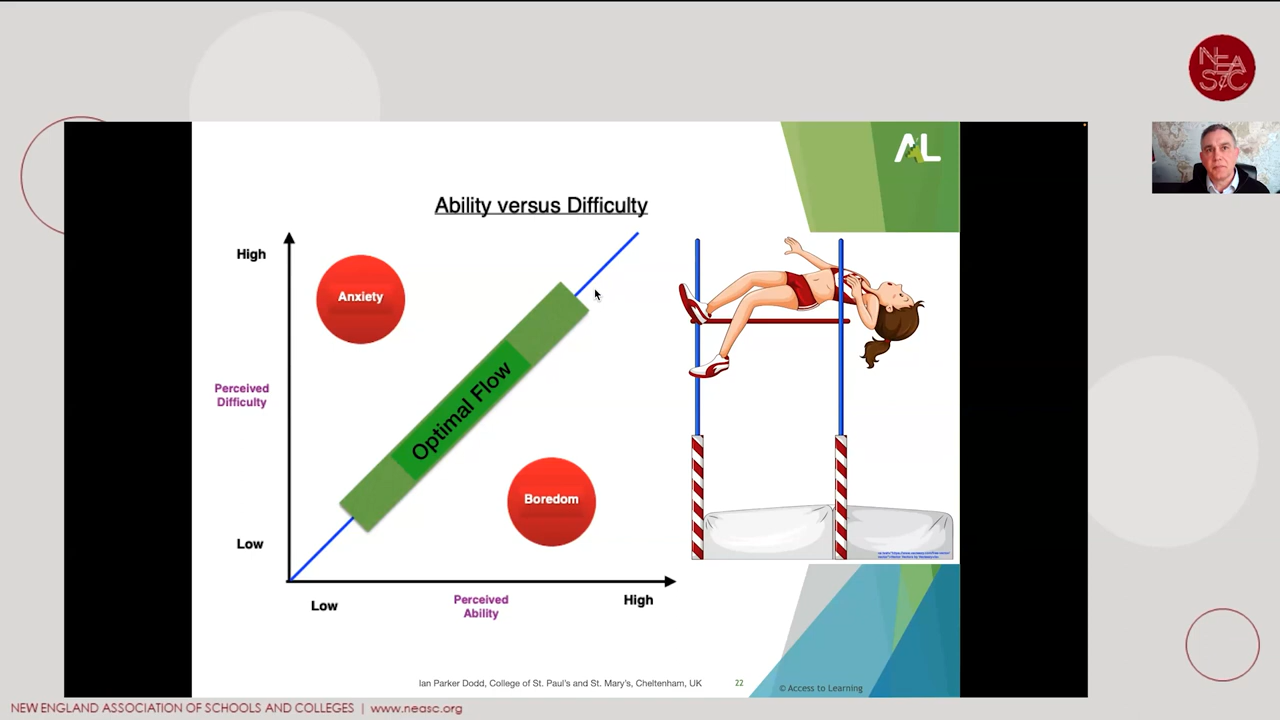 NEA
S&C
AL
Ability versus Difficulty
High
Anxiety
Perceived
Difficulty
Optimal Flow
Boredom
Low
Low
Perceived
Ability
High
Ian Parker Dodd, College of St. Paul's and St. Mary's, Cheltenham, UK
22
© Access to Learning
NEW ENGLAND ASSOCIATION OF SCHOOLS AND COLLEGES | www.neasc.org